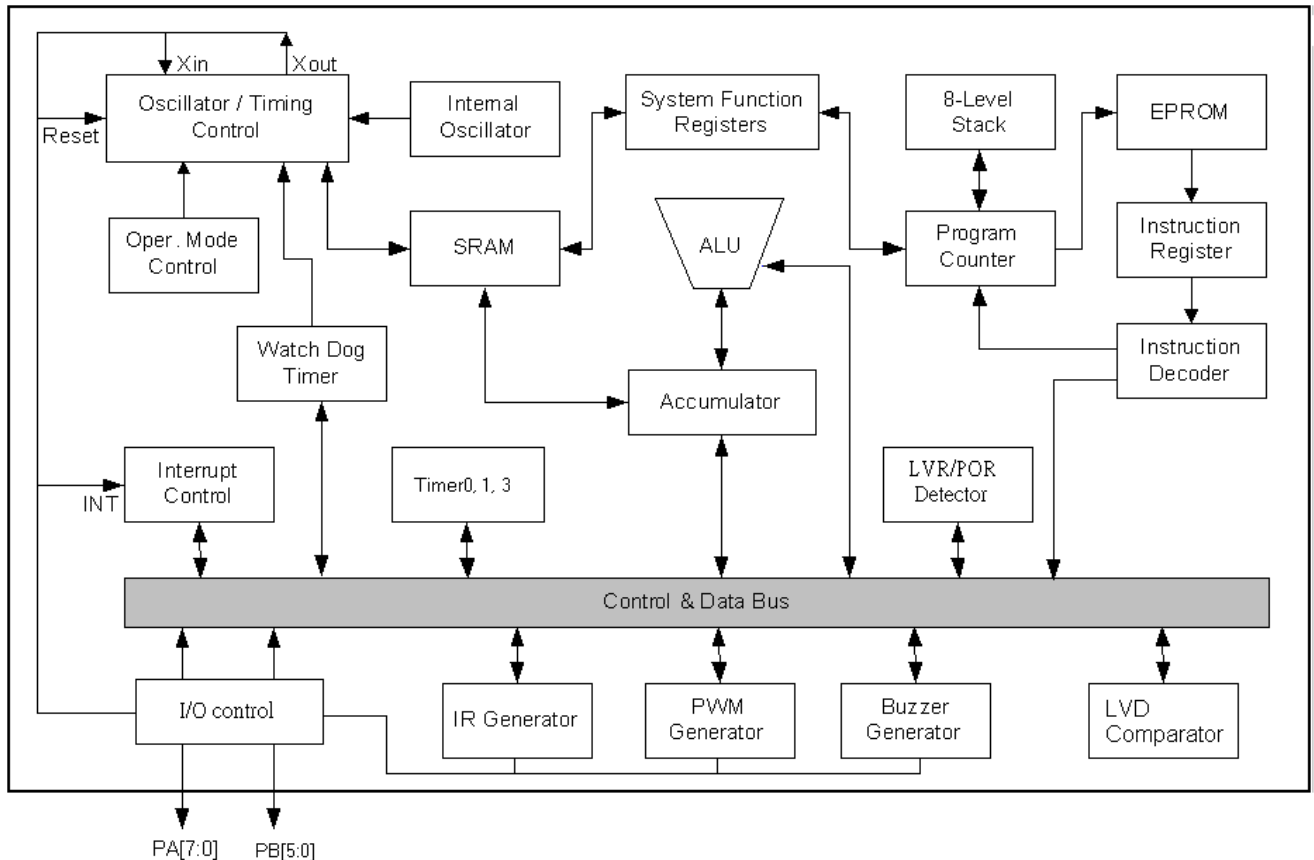 Xin
Xout
Oscillator / Timing
Control
Reset
Internal
Oscillator
System Function
Registers
8-Level
Stack
EPROM
Oper. Mode
Control
SRAM
ALU
Program
Counter
Instruction
Register
Watch Dog
Timer
Accumulator
Instruction
Decoder
Interrupt
Control
INT
Timer0, 1, 3
LVR/POR
Detector
Control & Data Bus
I/O control
IR Generator
PWM
Generator
Buzzer
Generator
LVD
Comparator
PA[7:0]
PB[5:0]